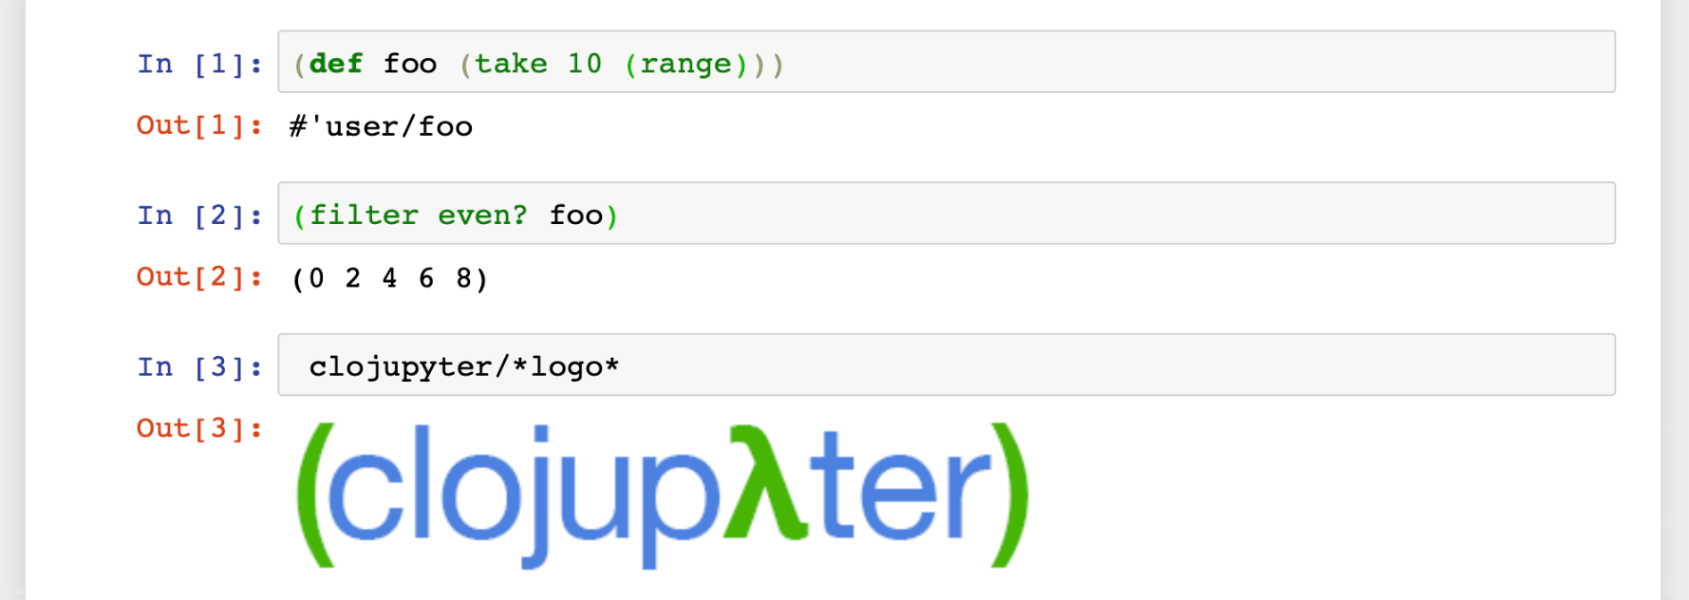 In [1]: (def foo (take 10 (range)))
Out[1]: #'user/foo
In [2]: (filter even? foo)
Out[2]: (0 2 4 6 8)
In [3]: clojupyter/*logo*
Out[3]: (clojupλter)